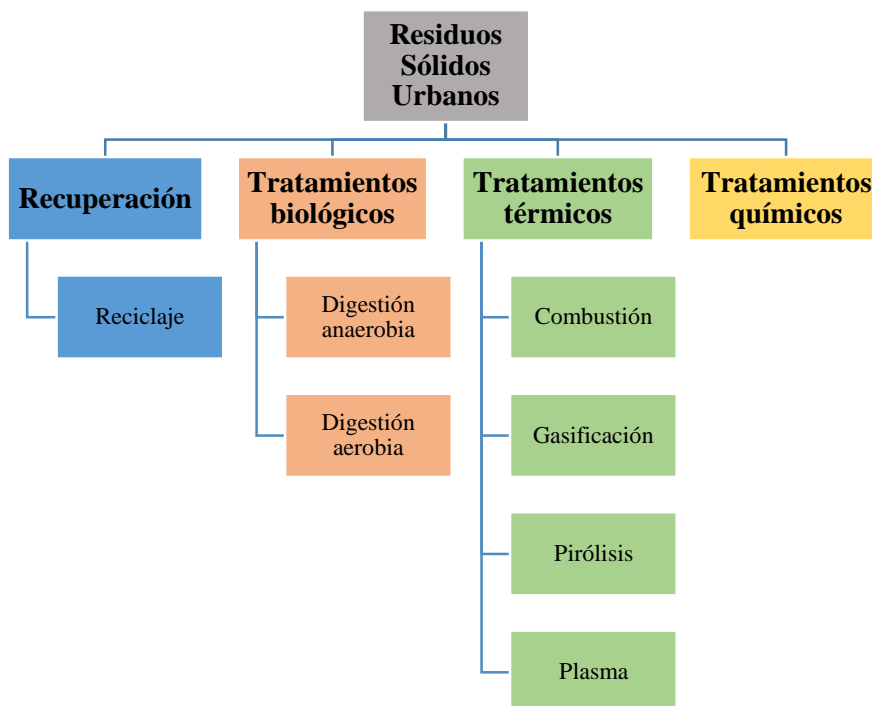 Residuos
Sólidos
Urbanos
Recuperación
Tratamientos
biológicos
Tratamientos
térmicos
Tratamientos
químicos
Reciclaje
Digestión
anaerobia
Combustión
Digestión
aerobia
Gasificación
Pirólisis
Plasma